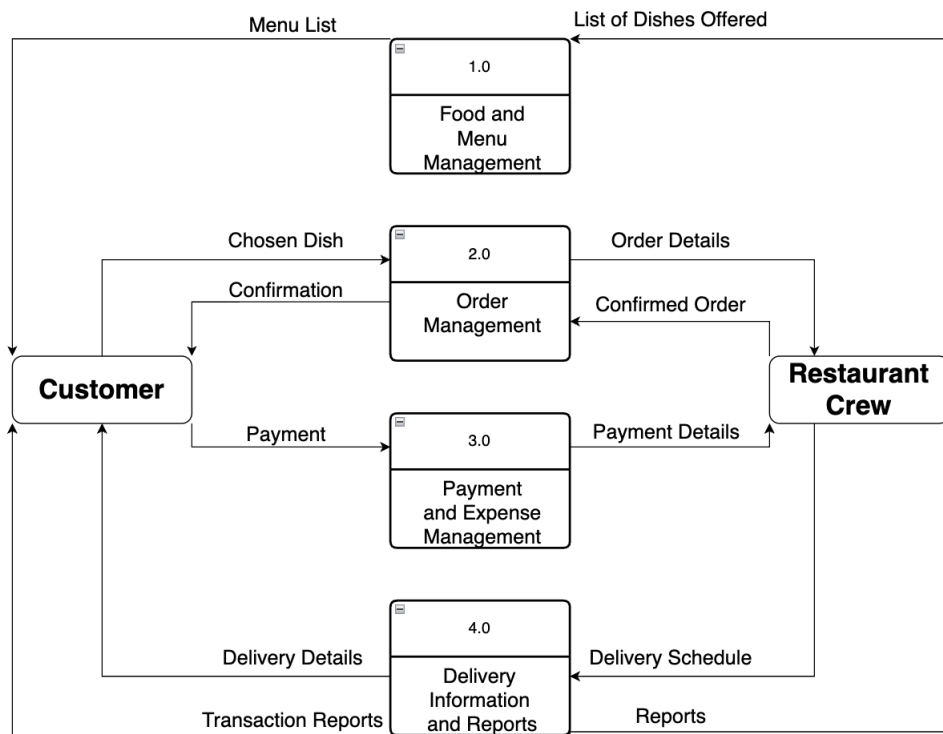 Menu List
List of Dishes Offered
1.0
Food and
Menu
Management
Chosen Dish
2.0
Order Details
Confirmation
Order
Management
Confirmed Order
Customer
Restaurant
Crew
Payment
3.0
Payment Details
Payment
and Expense
Management
4.0
Delivery Details
Delivery Schedule
Delivery
Information
and Reports
Transaction Reports
Reports